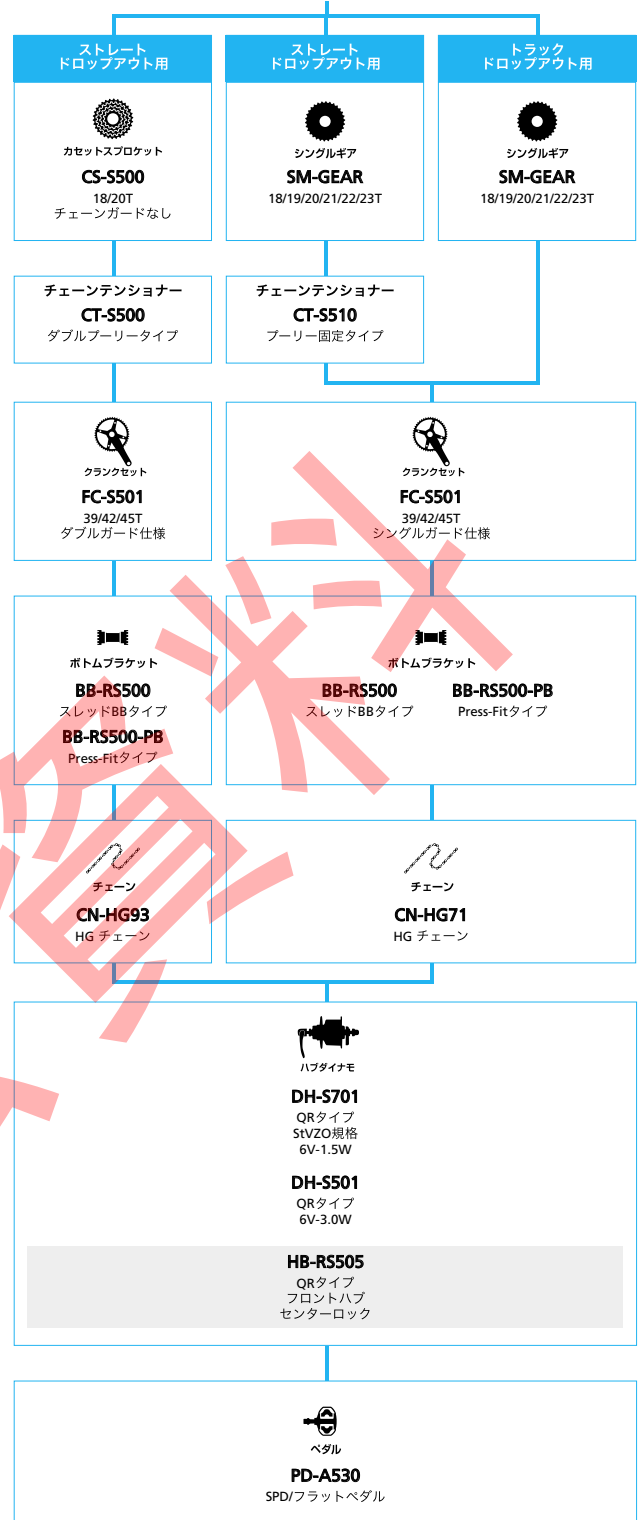 ストレート
ドロップアウト用
ストレート
ドロップアウト用
トラック
ドロップアウト用
カセットスプロケット
CS-S500
18/20T
チェーンガードなし
シングルギア
SM-GEAR
18/19/20/21/22/23T
シングルギア
SM-GEAR
18/19/20/21/22/23T
チェーンテンショナー
CT-S500
ダブルプーリータイプ
チェーンテンショナー
CT-S510
プーリー固定タイプ
クランクセット
FC-S501
39/42/45T
ダブルガード仕様
クランクセット
FC-S501
39/42/45T
シングルガード仕様
ボトムブラケット
BB-RS500
スレッドBBタイプ
BB-RS500-PB
Press-Fitタイプ
ボトムブラケット
BB-RS500
スレッドBBタイプ
BB-RS500-PB
Press-Fitタイプ
チェーン
CN-HG93
HG チェーン
チェーン
CN-HG71
HG チェーン
ハブダイナモ
DH-S701
QRタイプ
StVZO規格
6V-1.5W
DH-S501
QRタイプ
6V-3.0W
HB-RS505
QRタイプ
フロントハブ
センターロック
ペダル
PD-A530
SPD/フラットペダル
資料